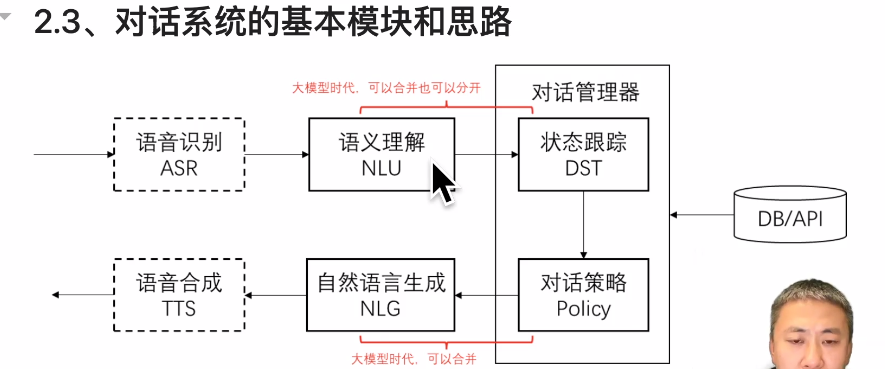 2.3、对话系统的基本模块和思路
大模型时代，可以合并也可以分开
对话管理器
语音识别
ASR
语义理解
NLU
状态跟踪
DST
DB/API
语音合成
TTS
自然语言生成
NLG
对话策略
Policy
大模型时代，可以合并